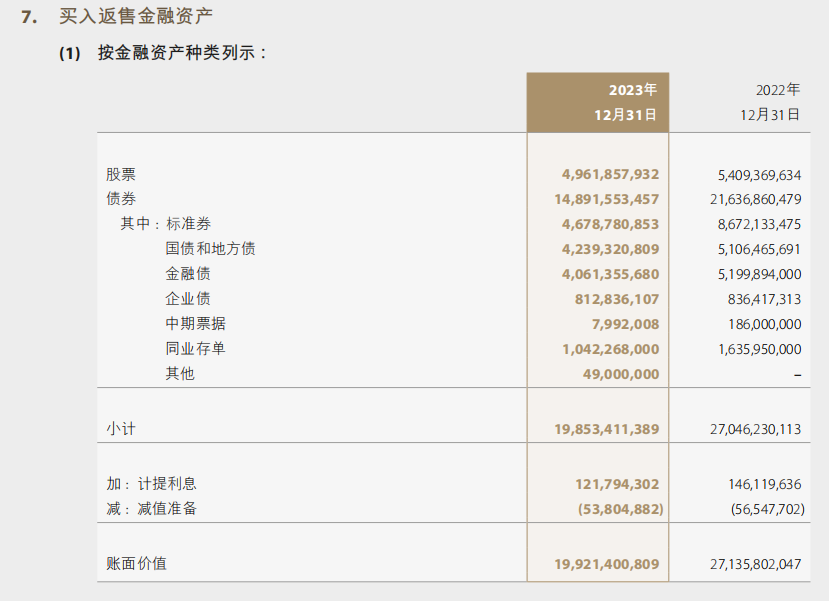 7. 买入返售金融资产
(1) 按金融资产种类列示：
2023年 2022年
12月31日 12月31日
股票 4,961,857,932 5,409,369,634
债券 14,891,553,457 21,636,860,479
其中：标准券 4,678,780,853 8,672,133,475
国债和地方债 4,239,320,809 5,106,465,691
金融债 4,061,355,680 5,199,894,000
企业债 812,836,107 836,417,313
中期票据 7,992,008 186,000,000
同业存单 1,042,268,000 1,635,950,000
其他 49,000,000 –
小计 19,853,411,389 27,046,230,113
加：计提利息 121,794,302 146,119,636
减：减值准备 (53,804,882) (56,547,702)
账面价值 19,921,400,809 27,135,802,047